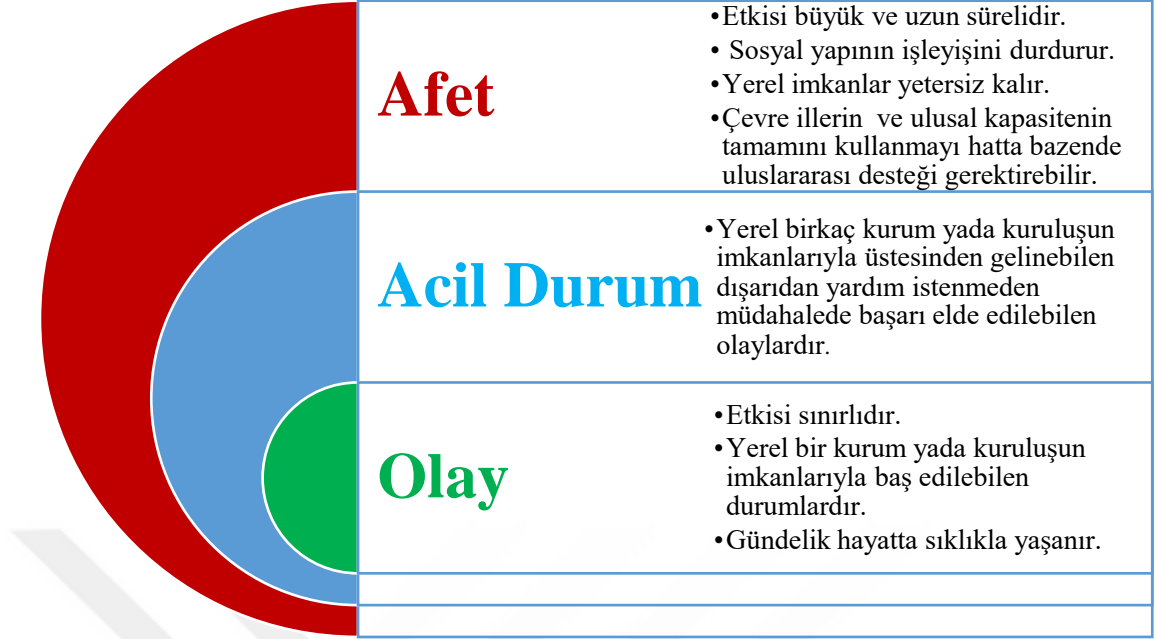 Afet
•Etkisi büyük ve uzun sürelidir.
• Sosyal yapının işleyişini durdurur.
•Yerel imkanlar yetersiz kalır.
•Çevre illerin ve ulusal kapasitenin
tamamını kullanmayı hatta bazende
uluslararası desteği gerektirebilir.
Acil Durum
•Yerel birkaç kurum yada kuruluşun
imkanlarıyla üstesinden gelinebilen
dışarıdan yardım istenmeden
müdahalede başarı elde edilebilen
olaylardır.
Olay
•Etkisi sınırlıdır.
•Yerel bir kurum yada kuruluşun
imkanlarıyla baş edilebilen
durumlardır.
•Gündelik hayatta sıklıkla yaşanır.